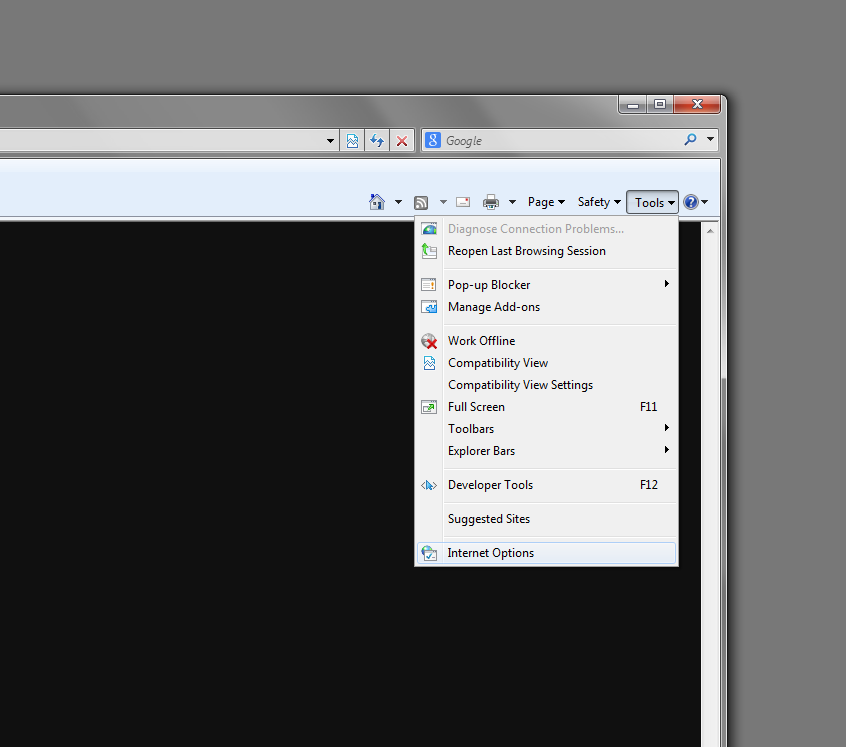 Google
Page
Safety
Tools
Diagnose Connection Problems...
Reopen Last Browsing Session
Pop-up Blocker
Manage Add-ons
Work Offline
Compatibility View
Compatibility View Settings
Full Screen F11
Toolbars
Explorer Bars
Developer Tools F12
Suggested Sites
Internet Options